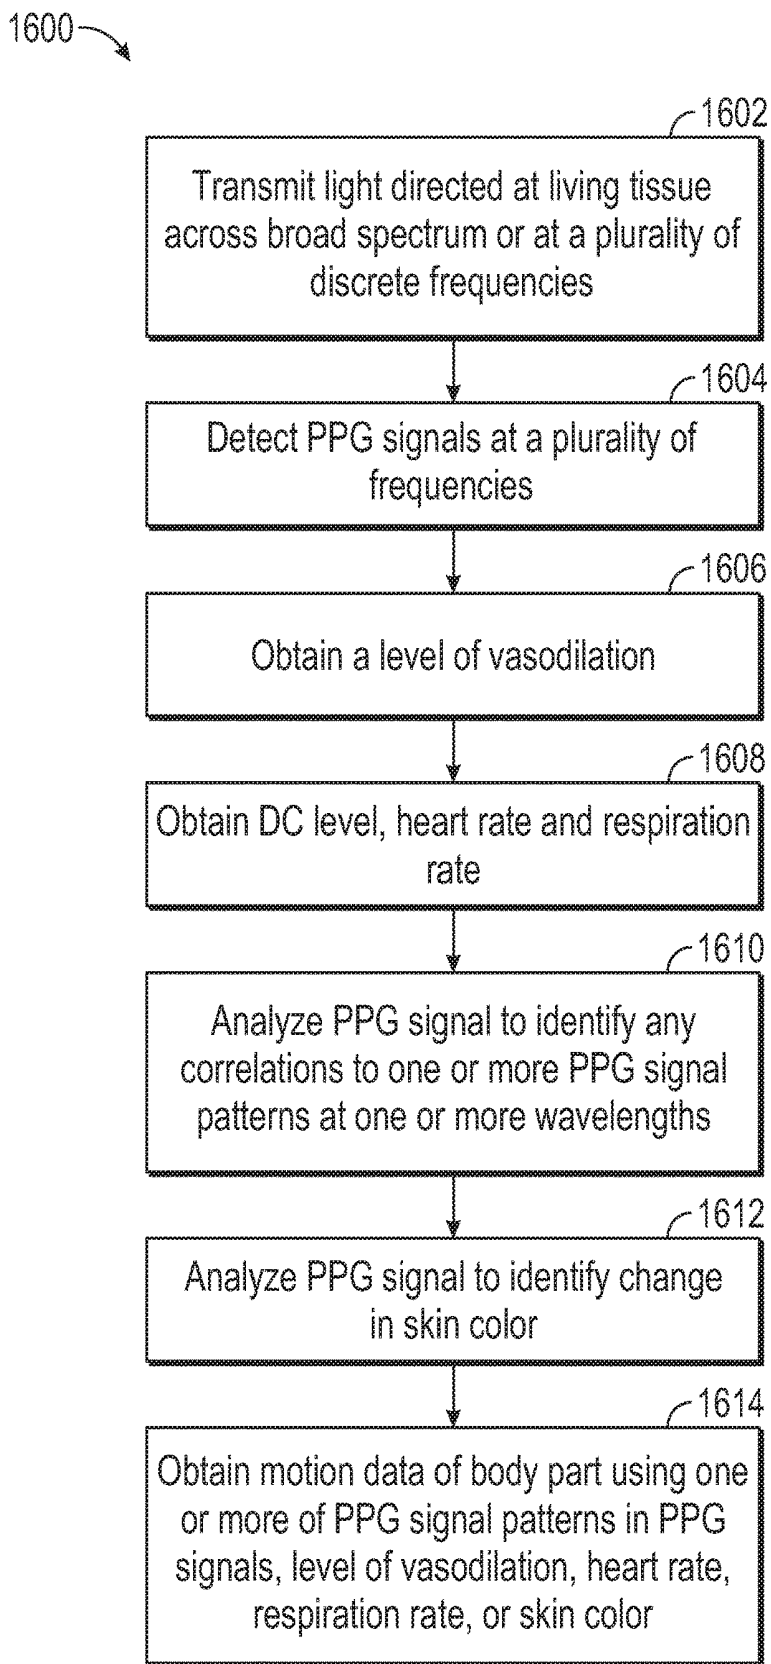 1600
1602
Transmit light directed at living tissue
across broad spectrum or at a plurality of
discrete frequencies
1604
Detect PPG signals at a plurality of
frequencies
1606
Obtain a level of vasodilation
1608
Obtain DC level, heart rate and respiration
rate
1610
Analyze PPG signal to identify any
correlations to one or more PPG signal
patterns at one or more wavelengths
1612
Analyze PPG signal to identify change
in skin color
1614
Obtain motion data of body part using one
or more of PPG signal patterns in PPG
signals, level of vasodilation, heart rate,
respiration rate, or skin color